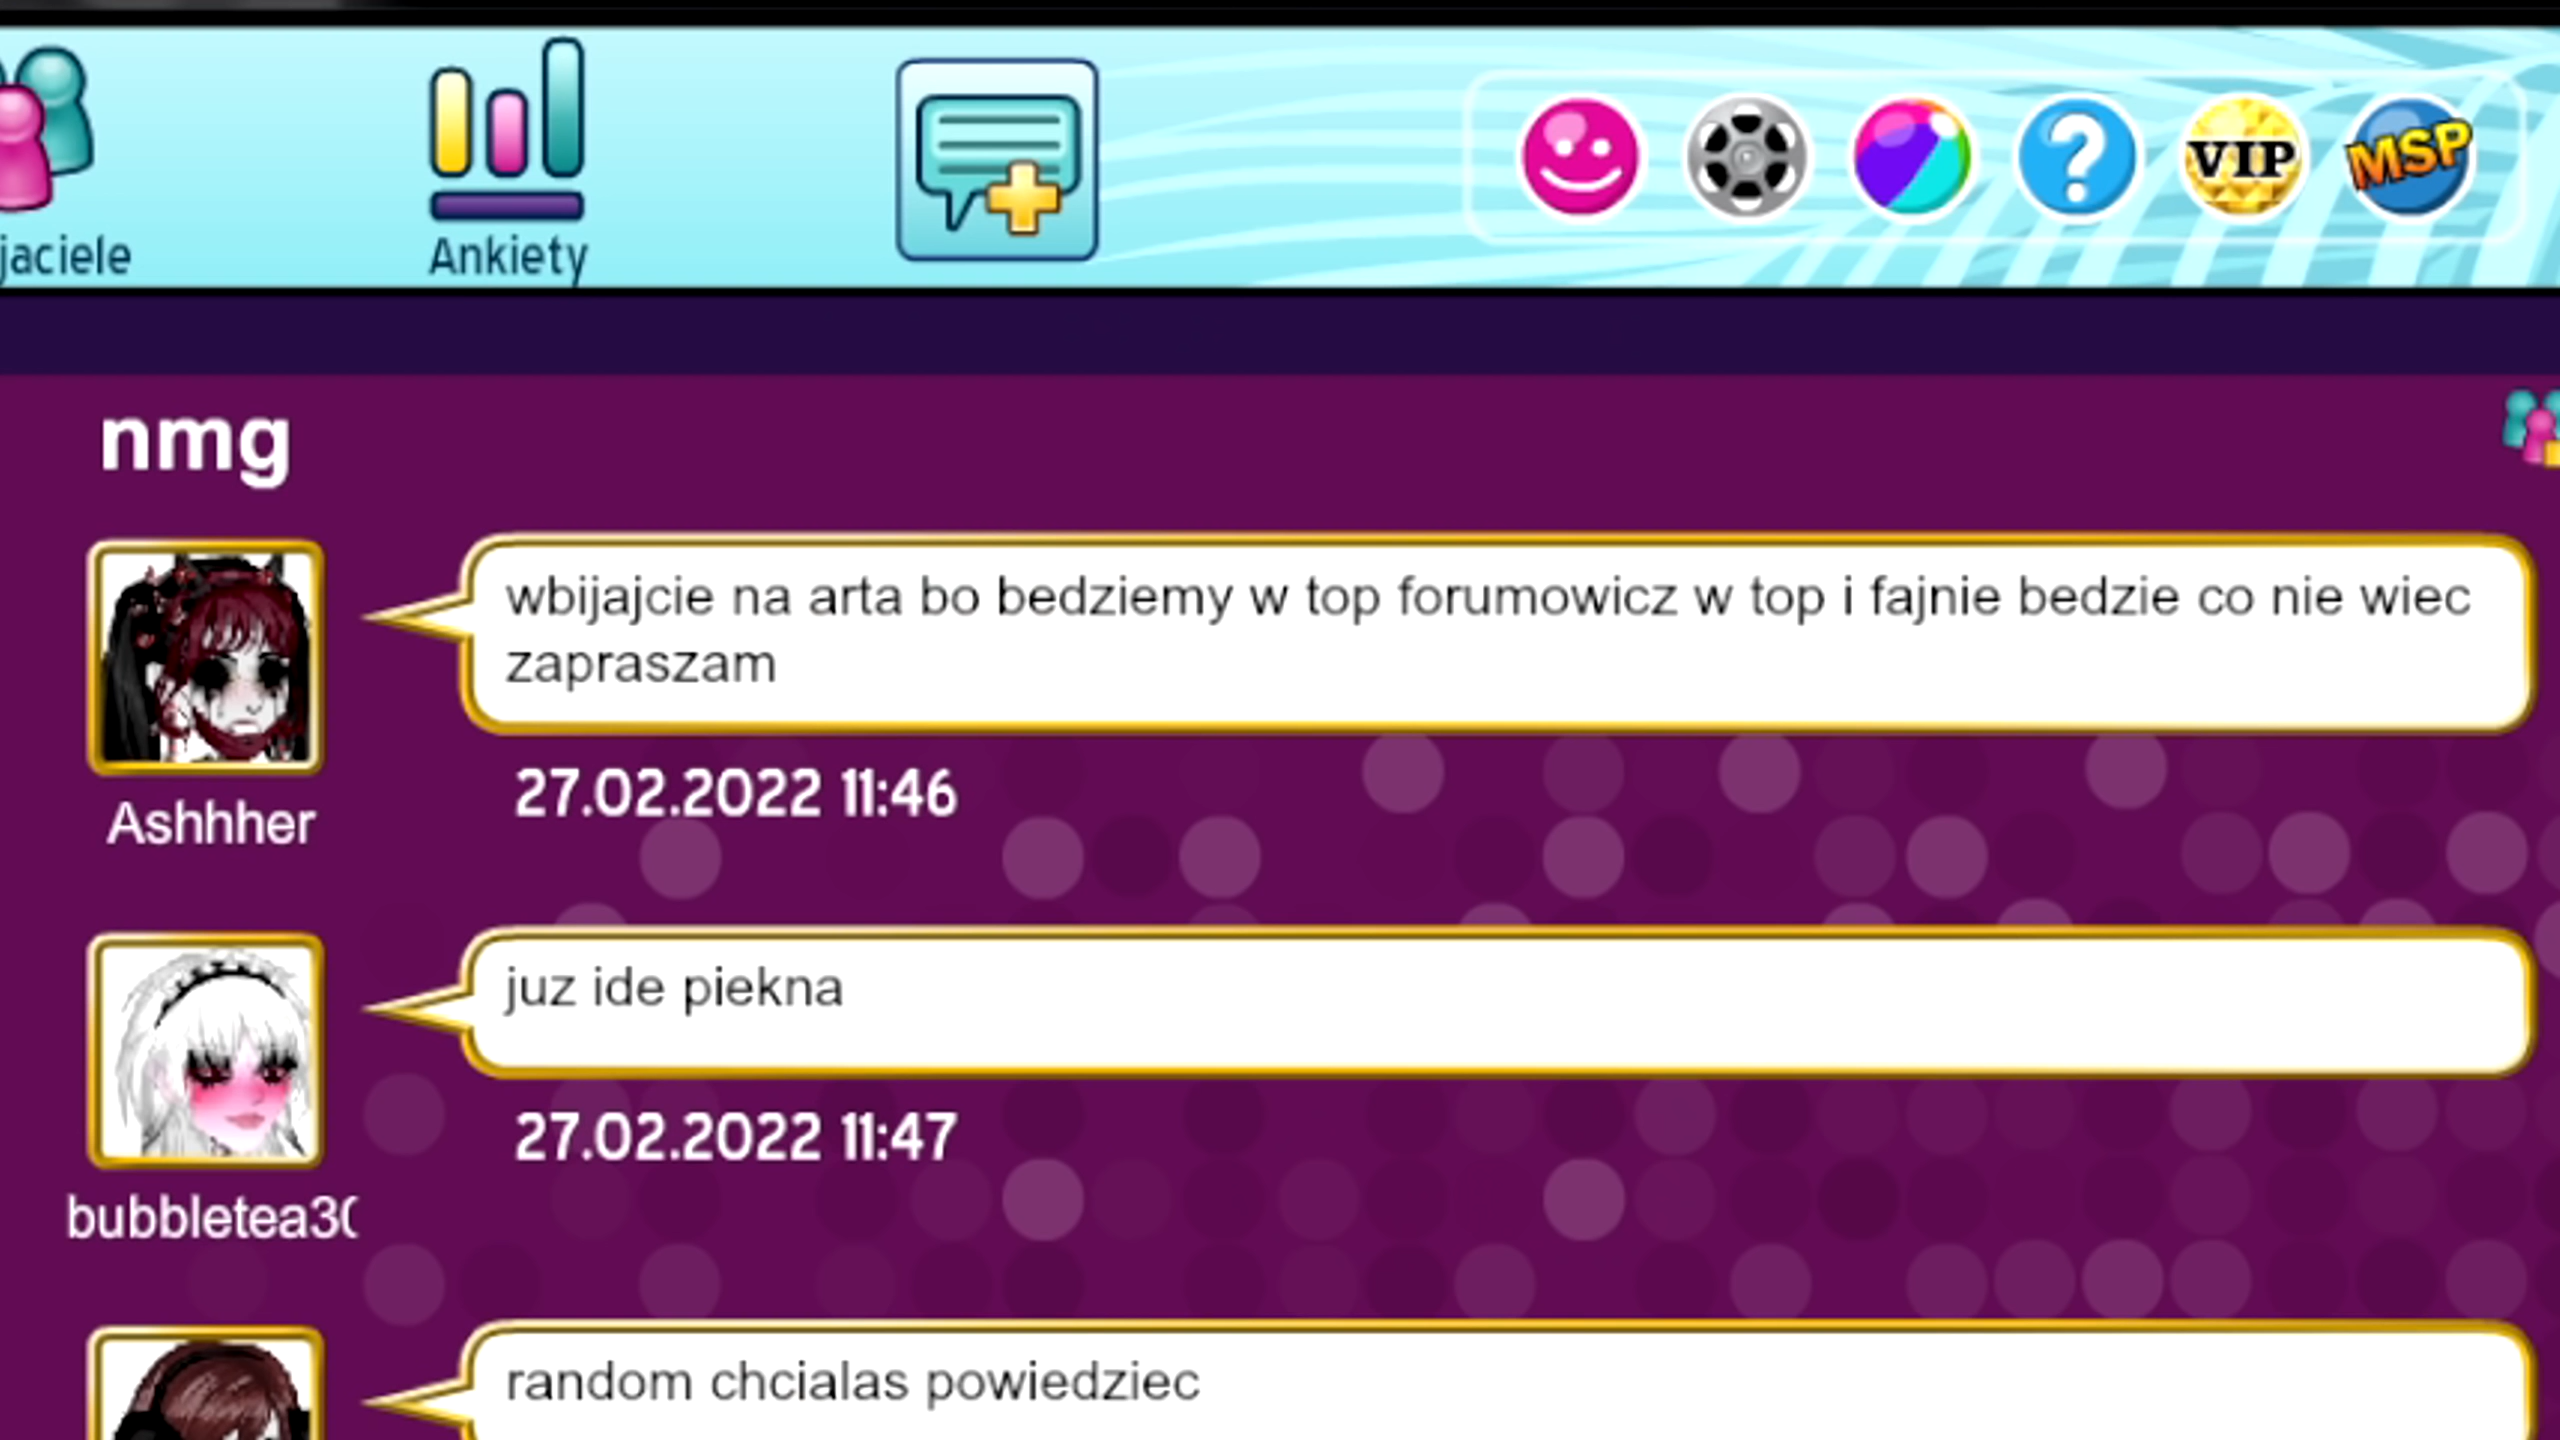 jaciele
Ankiety
VIP
MSP
nmg
wbijajcie na arta bo bedziemy w top forumowicz w top i fajnie bedzie co nie wiec
zapraszam
27.02.2022 11:46
Ashhher
juz ide piekna
27.02.2022 11:47
bubbletea30
random chcialas powiedziec